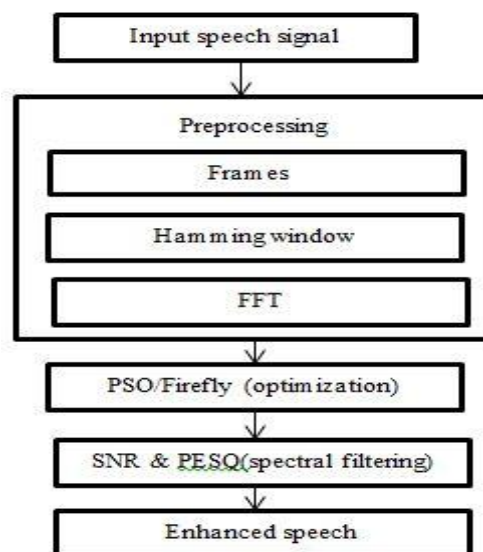 Input speech signal
Preprocessing
Frames
Hamming window
FFT
PSO/Firefly (optimization)
SNR & PESQ(spectral filtering)
Enhanced speech